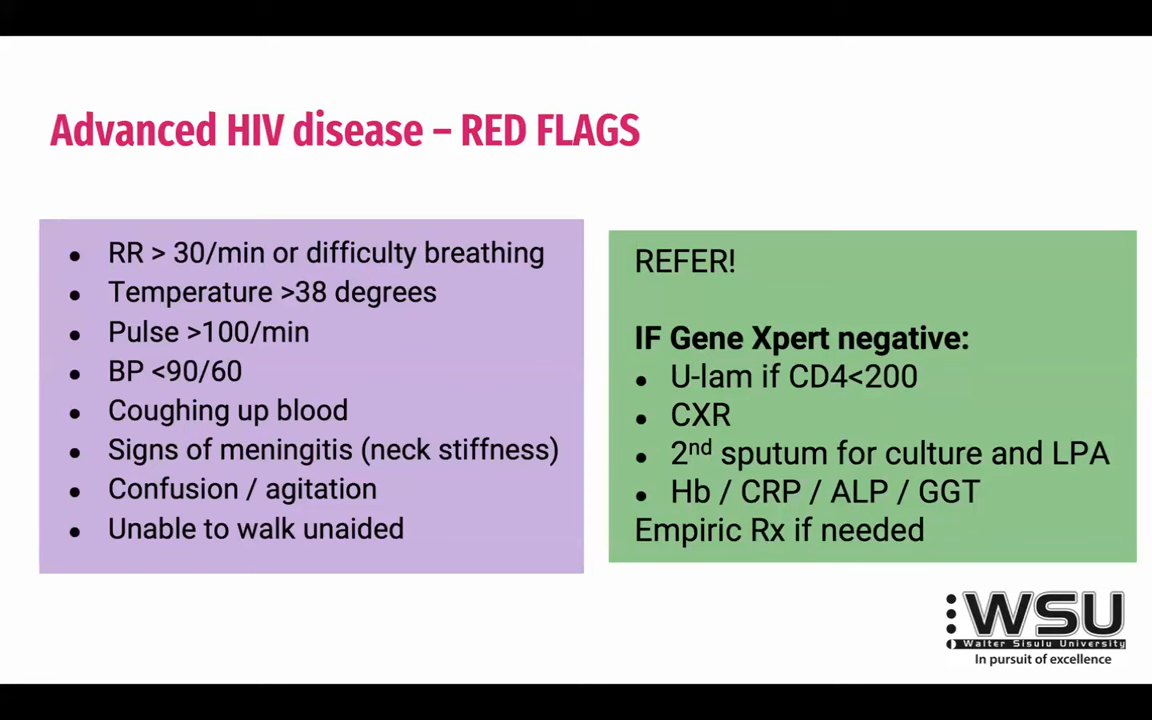 Advanced HIV disease – RED FLAGS
• RR > 30/min or difficulty breathing
• Temperature >38 degrees
• Pulse >100/min
• BP <90/60
• Coughing up blood
• Signs of meningitis (neck stiffness)
• Confusion / agitation
• Unable to walk unaided
REFER!
IF Gene Xpert negative:
• U-lam if CD4<200
• CXR
• 2nd sputum for culture and LPA
• Hb / CRP / ALP / GGT
Empiric Rx if needed
WSU
Walter Sisulu University
In pursuit of excellence